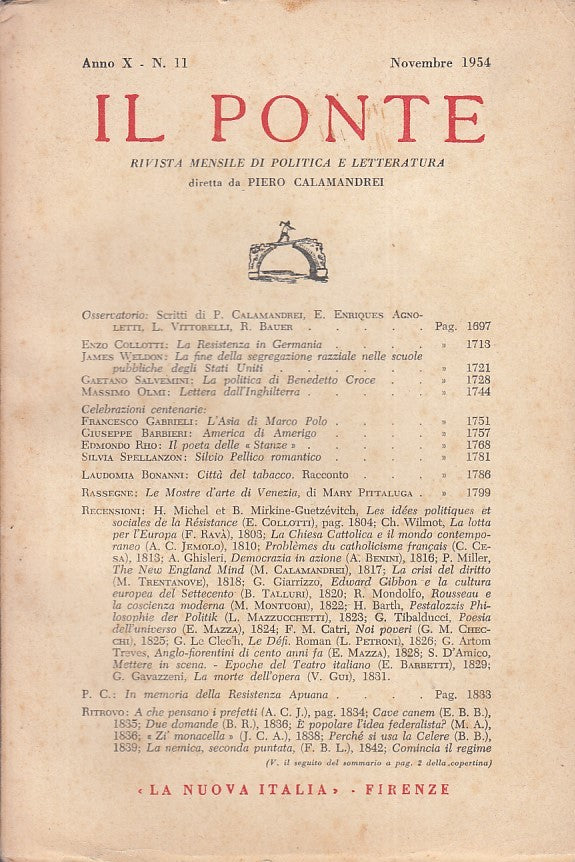 Anno X - N. 11 Novembre 1954
IL PONTE
RIVISTA MENSILE DI POLITICA E LETTERATURA
diretta da PIERO CALAMANDREI
Osservatorio: Scritti di P. CALAMANDREI, E. ENRIQUES AGNO-
LETTI, L. VITTORELLI, R. BAUER . . . . . Pag. 1697
ENZO COLLOTTI: La Resistenza in Germania . . . . » 1713
JAMES WELDON: La fine della segregazione razziale nelle scuole
pubbliche degli Stati Uniti . . . . . . » 1721
GAETANO SALVEMINI: La politica di Benedetto Croce . . » 1728
MASSIMO OLMI: Lettera dall'Inghilterra . . . . . » 1744
Celebrazioni centenarie:
FRANCESCO GABRIELI: L'Asia di Marco Polo . . . . » 1751
GIUSEPPE BARBIERI: America di Amerigo . . . . » 1757
EDMONDO RHO: Il poeta delle « Stanze » . . . . . » 1768
SILVIA SPELLANZON: Silvio Pellico romantico . . . . » 1781
LAUDOMIA BONANNI: Città del tabacco. Racconto . . . » 1786
RASSEGNE: Le Mostre d'arte di Venezia, di MARY PITTALUGA . » 1799
RECENSIONI: H. Michel et B. Mirkine-Guetzévitch, Les idées politiques et
sociales de la Résistance (E. COLLOTTI), pag. 1804; Ch. Wilmot, La lotta
per l'Europa (F. RAVÀ), 1803; La Chiesa Cattolica e il mondo contempo-
raneo (A. C. JEMOLO), 1810; Problèmes du catholicisme français (C. CE-
SA), 1813; A. Ghisleri, Democrazia in azione (A. BENINI), 1816; P. Miller,
The New England Mind (M. CALAMANDREI), 1817; La crisi del diritto
(M. TRENTANOVE), 1818; G. Giarrizzo, Edward Gibbon e la cultura
europea del Settecento (B. TALLURI), 1820; R. Mondolfo, Rousseau e
la coscienza moderna (M. MONTUORI), 1822; H. Barth, Pestalozzis Phi-
losophie der Politik (L. MAZZUCCHETTI), 1823; G. Tibalducci, Poesia
dell'universo (E. MAZZA), 1824; F. M. Catri, Noi poveri (G. M. CHEC-
CHI), 1825; G. Le Clec'h, Le Défi. Roman (L. PETRONI), 1826; G. Artom
Treves, Anglo-fiorentini di cento anni fa (E. MAZZA), 1828; S. D'Amico,
Mettere in scena. - Epoche del Teatro italiano (E. BARBETTI), 1829;
G. Gavazzeni, La morte dell'opera (V. GUI), 1831.
P. C.: In memoria della Resistenza Apuana . . . . Pag. 1833
RITROVO: A che pensano i prefetti (A. C. J.), pag. 1834; Cave canem (E. B. B.),
1835; Due domande (B. R.), 1836; È popolare l'idea federalista? (M. A.),
1836; « Zi' monacella » (J. C. A.), 1838; Perché si usa la Celere (B. B.),
1839; La nemica, seconda puntata, (F. B. L.), 1842; Comincia il regime
(V. il seguito del sommario a pag. 2 della copertina)
« LA NUOVA ITALIA » - FIRENZE